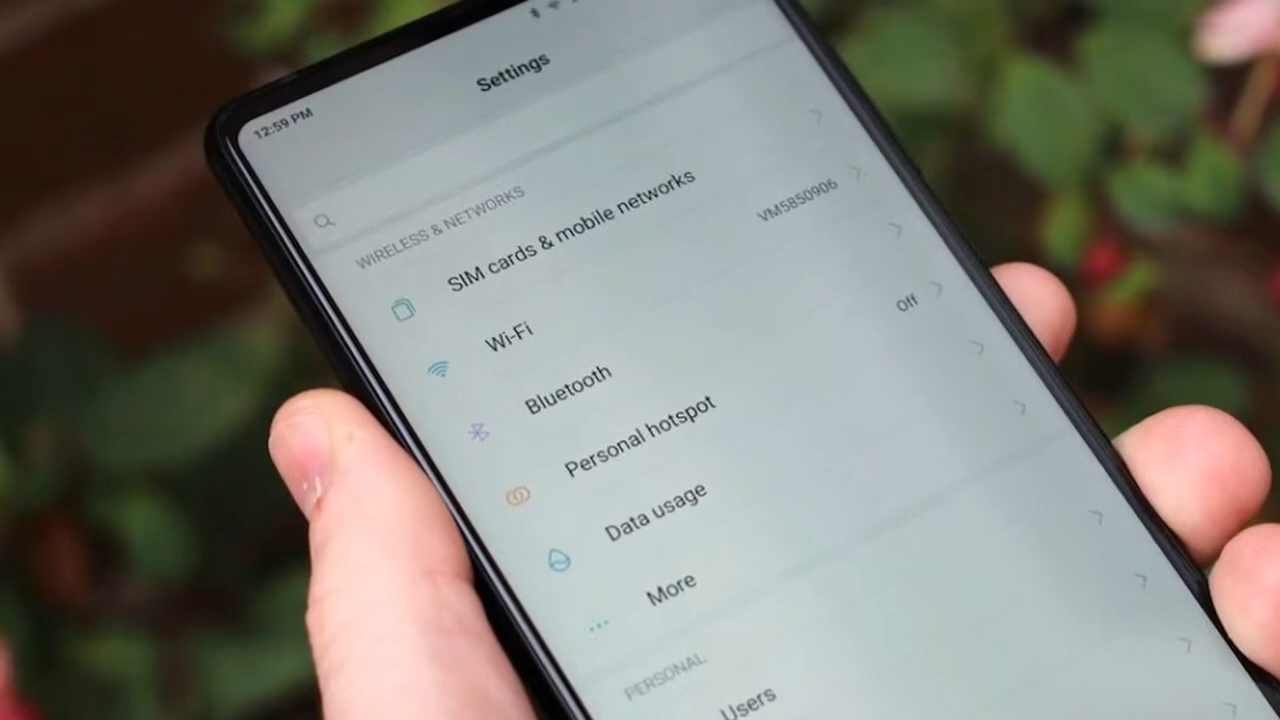 12:59 PM
Settings
WIRELESS & NETWORKS
SIM cards & mobile networks
Wi-Fi
VM5850906
Bluetooth
Personal hotspot
Off
Data usage
More
PERSONAL
Users